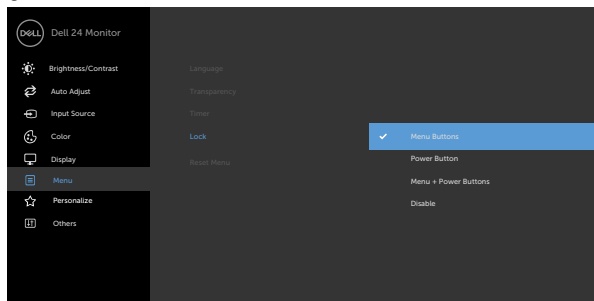 DELL Dell 24 Monitor
Brightness/Contrast
Auto Adjust
Input Source
Color
Display
Menu
Personalize
Others
Language
Transparency
Timer
Lock
Reset Menu
Menu Buttons
Power Button
Menu + Power Buttons
Disable